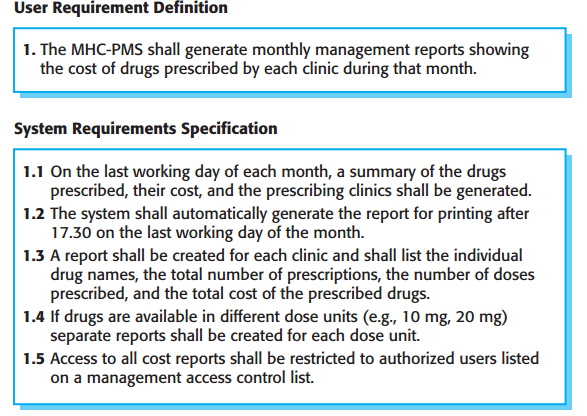 User Requirement Definition
1. The MHC-PMS shall generate monthly management reports showing
the cost of drugs prescribed by each clinic during that month.
System Requirements Specification
1.1 On the last working day of each month, a summary of the drugs
prescribed, their cost, and the prescribing clinics shall be generated.
1.2 The system shall automatically generate the report for printing after
17.30 on the last working day of the month.
1.3 A report shall be created for each clinic and shall list the individual
drug names, the total number of prescriptions, the number of doses
prescribed, and the total cost of the prescribed drugs.
1.4 If drugs are available in different dose units (e.g., 10 mg, 20 mg)
separate reports shall be created for each dose unit.
1.5 Access to all cost reports shall be restricted to authorized users listed
on a management access control list.